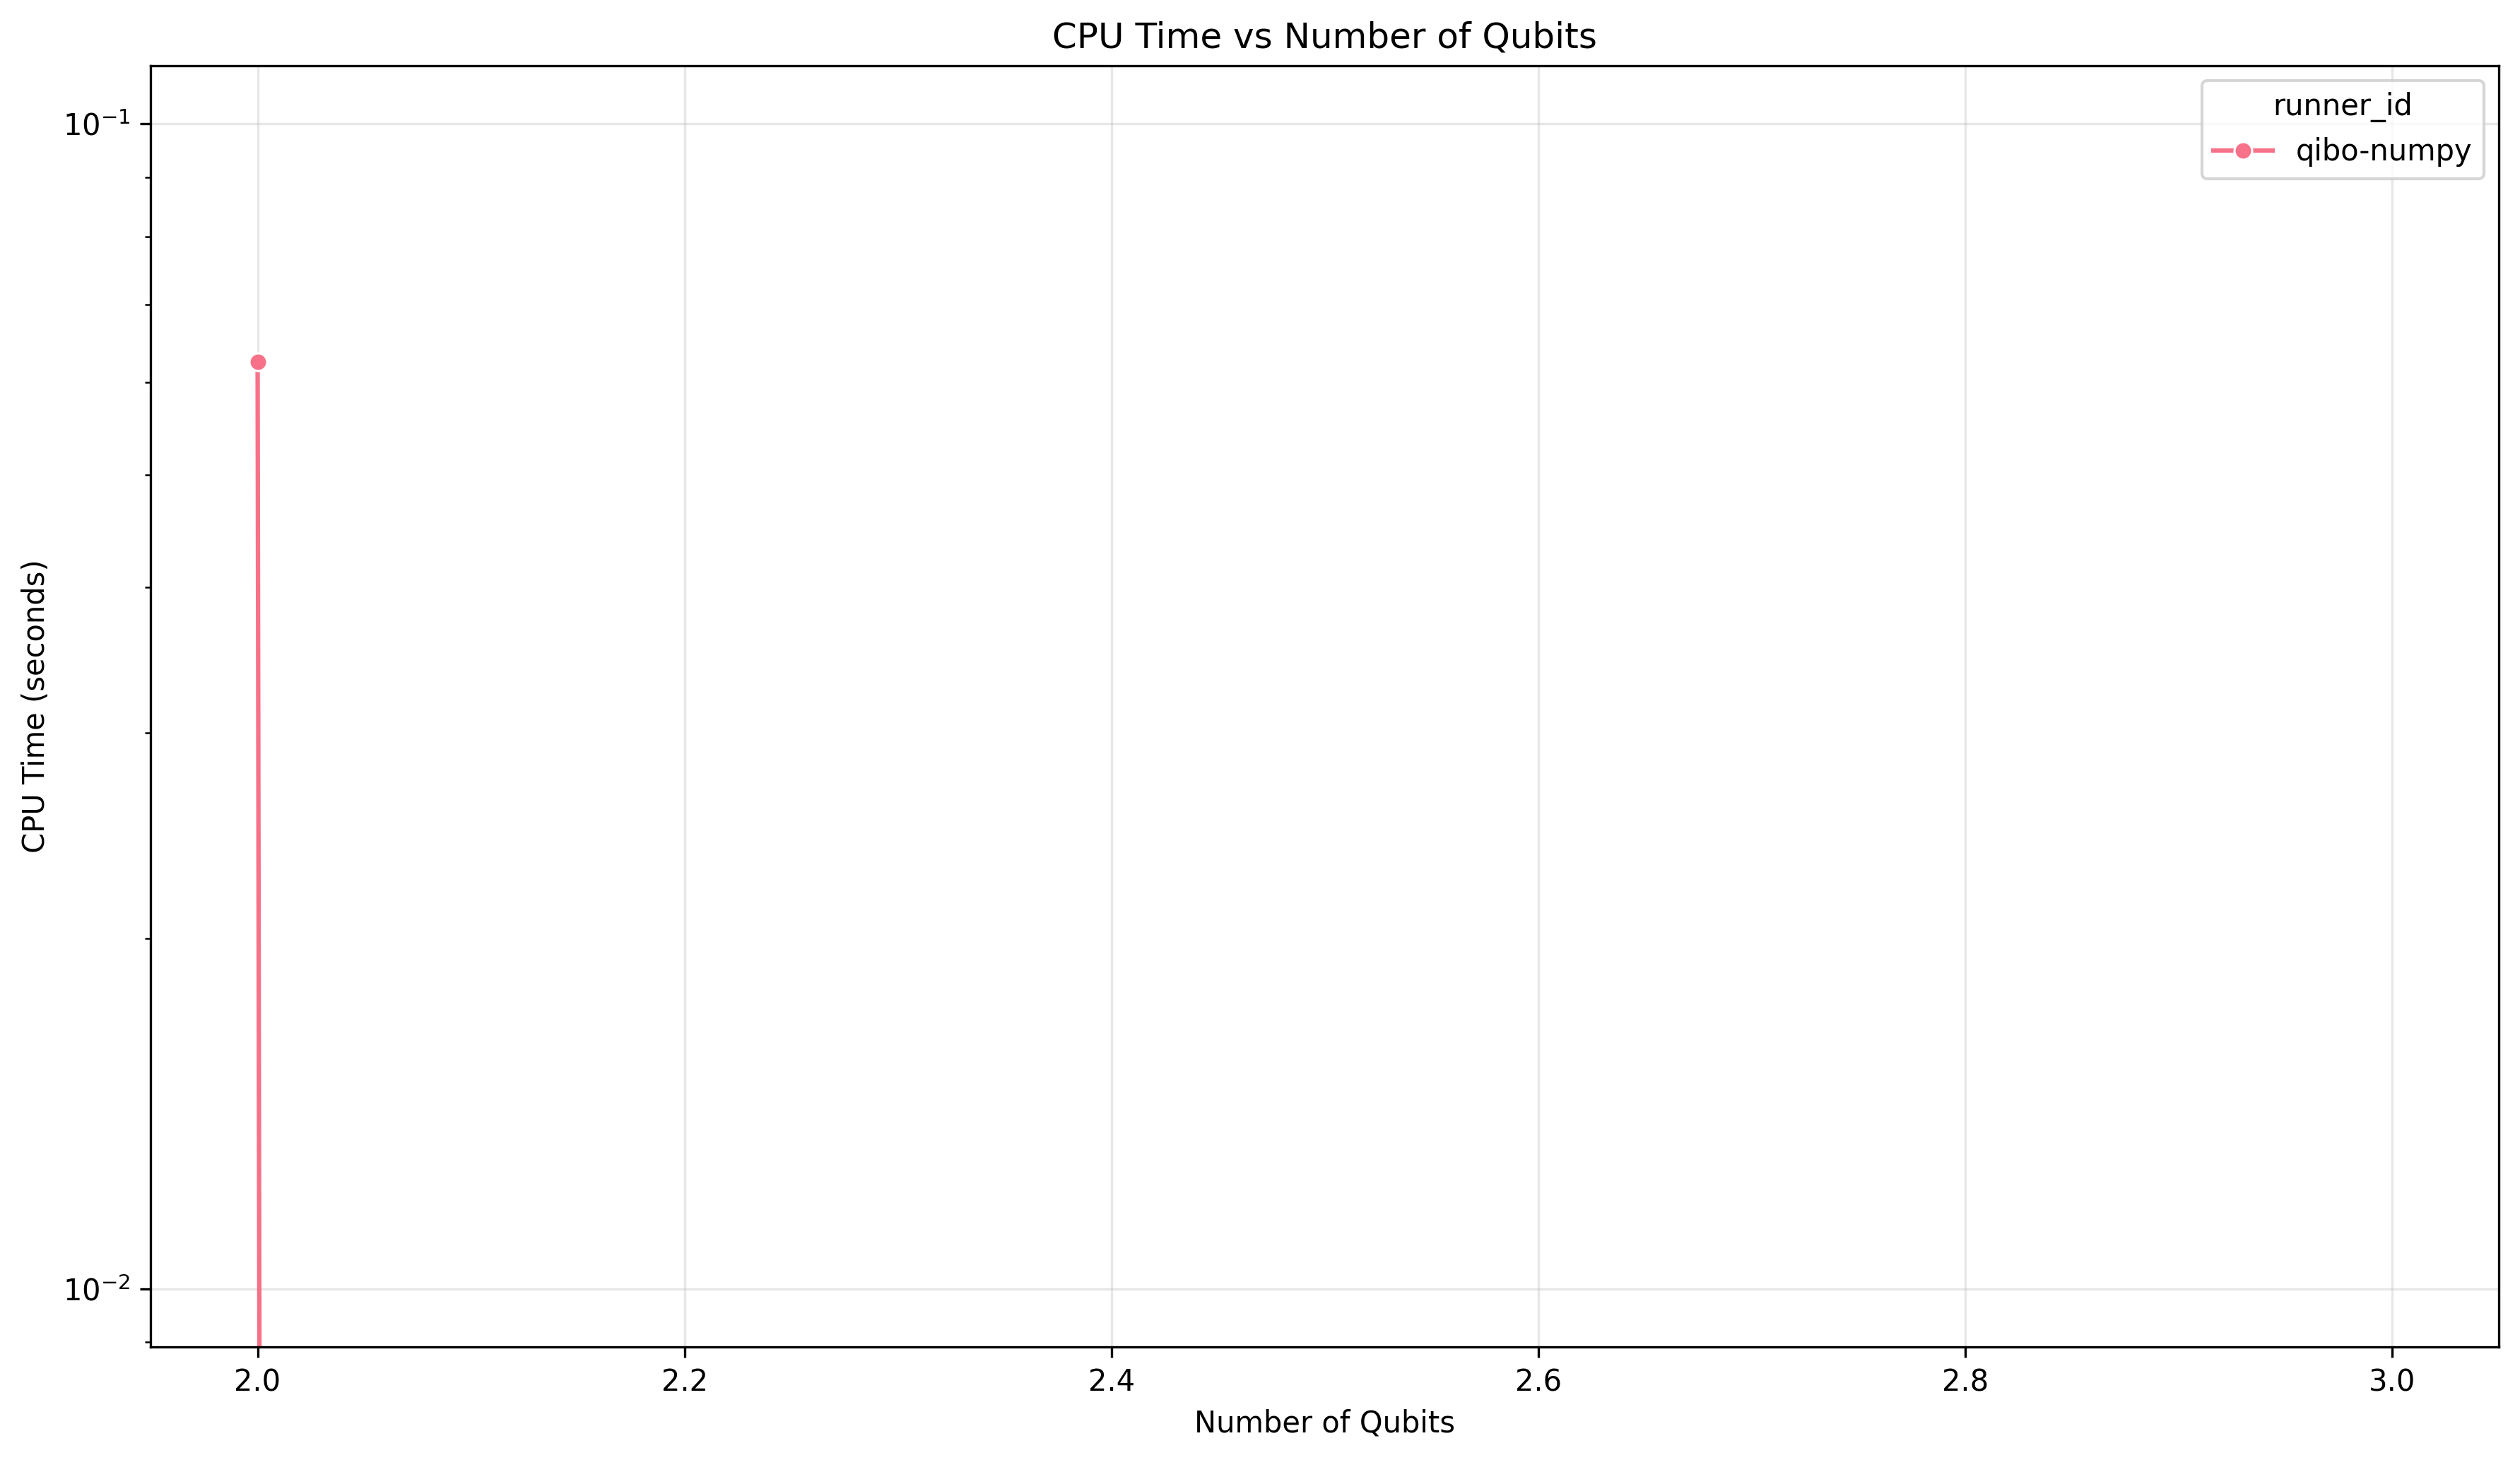 CPU Time vs Number of Qubits
runner_id
qibo-numpy
10⁻¹
10⁻²
CPU Time (seconds)
2.0 2.2 2.4 2.6 2.8 3.0
Number of Qubits